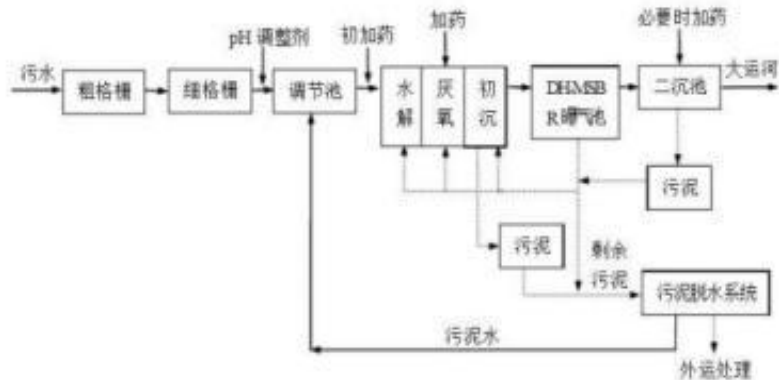 pH 调整剂
初加药
加药
必要时加药
污水
粗格栅
细格栅
调节池
水解
厌氧
初沉
DHMSB
R曝气池
二沉池
大运河
污泥
污泥
剩余
污泥
污泥脱水系统
污泥水
外运处理